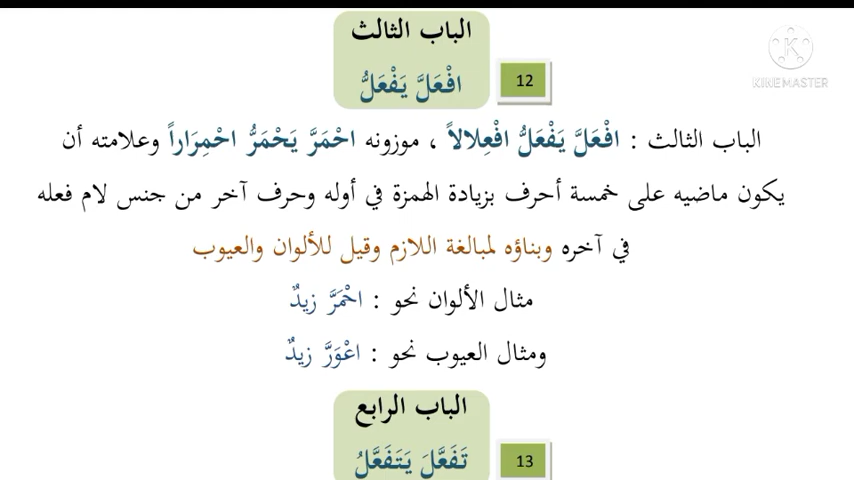 الباب الثالث
KINEMASTER
12
افْعَلَّ يَفْعَلُّ
الباب الثالث : افْعَلَّ يَفْعَلُّ افْعِلالاً ، موزونه احْمَرَّ يَحْمَرُّ احْمِرَاراً وعلامته أن
يكون ماضيه على خمسة أحرف بزيادة الهمزة في أوله وحرف آخر من جنس لام فعله
في آخره وبناؤه لمبالغة اللازم وقيل للألوان والعيوب
مثال الألوان نحو : احْمَرَّ زيدٌ
ومثال العيوب نحو : اعْوَرَّ زيدٌ
الباب الرابع
13
تَفَعَّلَ يَتَفَعَّلُ